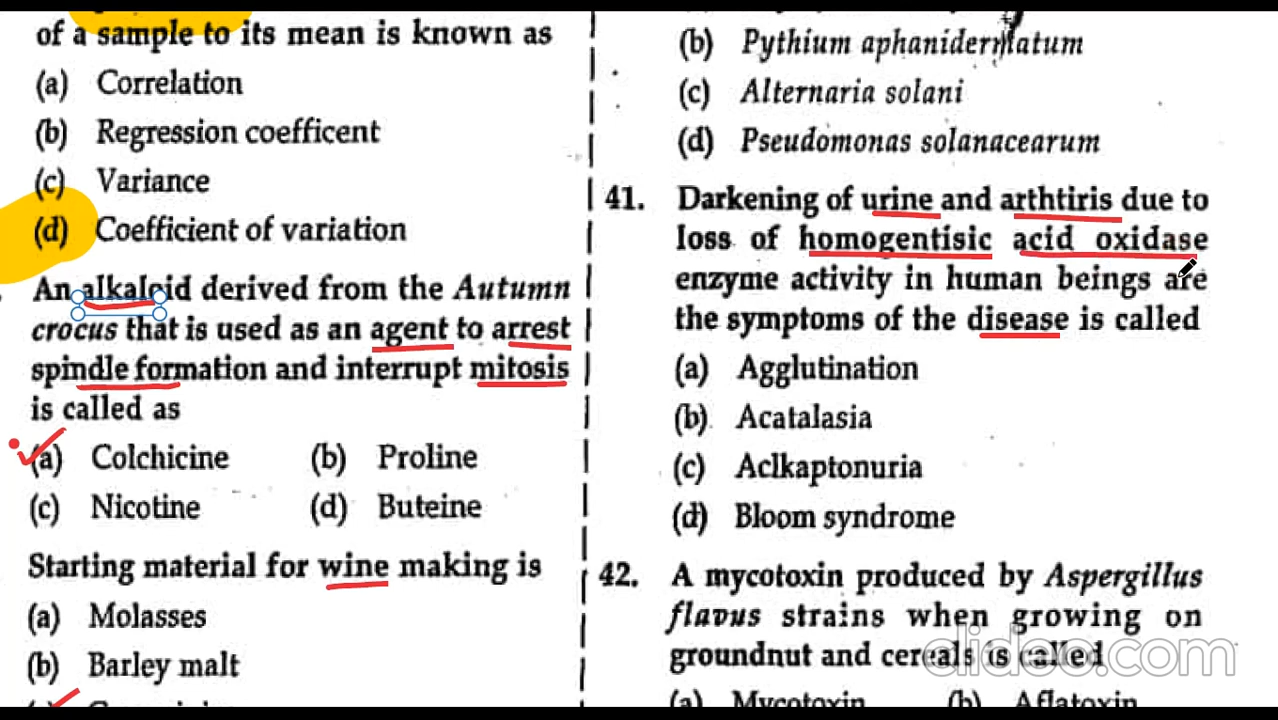 of a sample to its mean is known as
(a) Correlation
(b) Regression coefficent
(c) Variance
(d) Coefficient of variation
An alkaloid derived from the Autumn
crocus that is used as an agent to arrest
spindle formation and interrupt mitosis
is called as
(a) Colchicine (b) Proline
(c) Nicotine (d) Buteine
Starting material for wine making is
(a) Molasses
(b) Barley malt
(b) Pythium aphanidermatum
(c) Alternaria solani
(d) Pseudomonas solanacearum
41. Darkening of urine and arthtiris due to
loss of homogentisic acid oxidase
enzyme activity in human beings are
the symptoms of the disease is called
(a) Agglutination
(b) Acatalasia
(c) Aclkaptonuria
(d) Bloom syndrome
42. A mycotoxin produced by Aspergillus
flavus strains when growing on
groundnut and cereals is called
(a) Mycotoxin (b) Aflatoxin
clideo.com